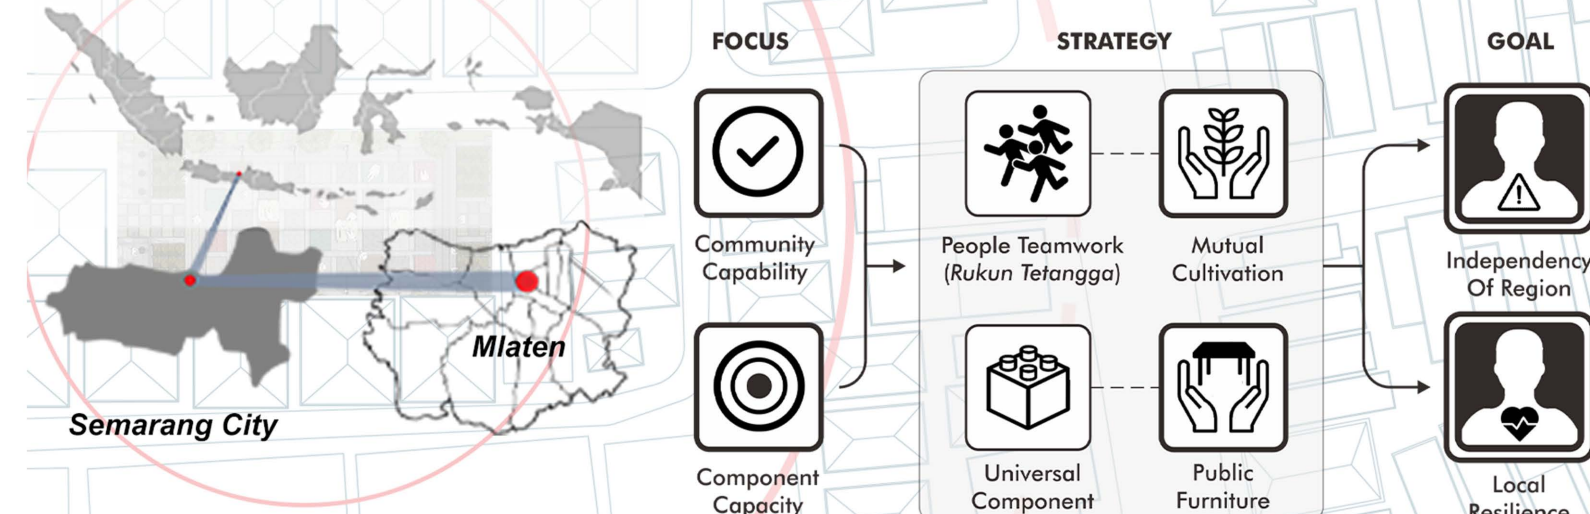 Semarang City
Mlaten
FOCUS
Community
Capability
Component
Capacity
STRATEGY
People Teamwork
(Rukun Tetangga)
Mutual
Cultivation
Universal
Component
Public
Furniture
GOAL
Independency
Of Region
Local
Resilience